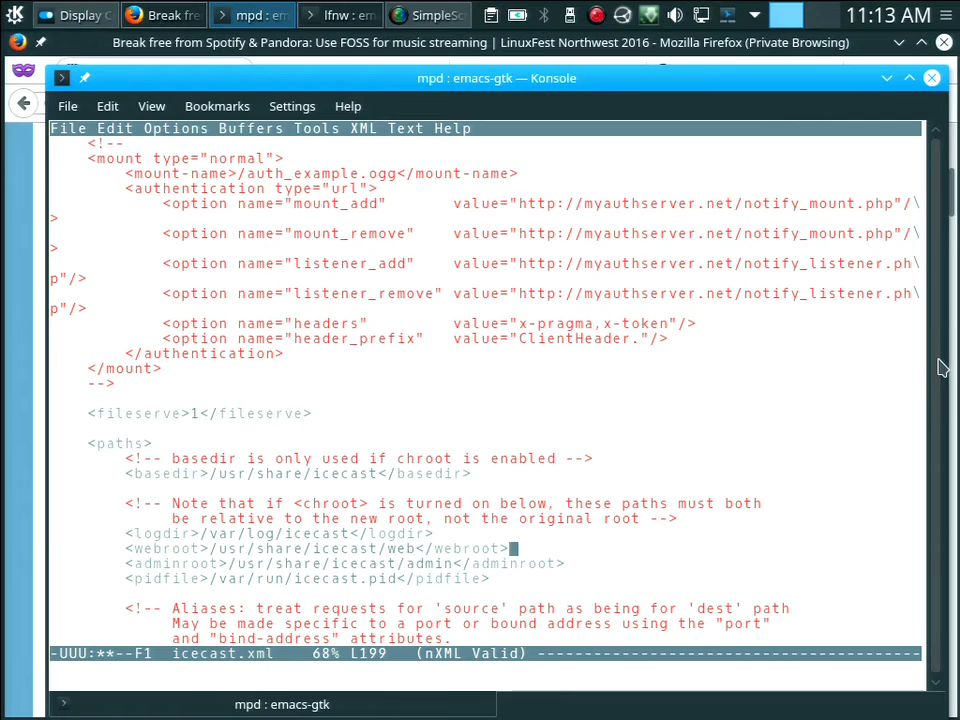 Display C
Break fre
mpd : em
lfnw : em
SimpleSc
11:13 AM
Break free from Spotify & Pandora: Use FOSS for music streaming | LinuxFest Northwest 2016 - Mozilla Firefox (Private Browsing)
mpd : emacs-gtk — Konsole
File Edit View Bookmarks Settings Help
File Edit Options Buffers Tools XML Text Help
<!--
<mount type="normal">
<mount-name>/auth_example.ogg</mount-name>
<authentication type="url">
<option name="mount_add" value="http://myauthserver.net/notify_mount.php"/\
>
<option name="mount_remove" value="http://myauthserver.net/notify_mount.php"/\
>
<option name="listener_add" value="http://myauthserver.net/notify_listener.ph\
p"/>
<option name="listener_remove" value="http://myauthserver.net/notify_listener.ph\
p"/>
<option name="headers" value="x-pragma,x-token"/>
<option name="header_prefix" value="ClientHeader."/>
</authentication>
</mount>
-->
<fileserve>1</fileserve>
<paths>
<!-- basedir is only used if chroot is enabled -->
<basedir>/usr/share/icecast</basedir>
<!-- Note that if <chroot> is turned on below, these paths must both
be relative to the new root, not the original root -->
<logdir>/var/log/icecast</logdir>
<webroot>/usr/share/icecast/web</webroot>
<adminroot>/usr/share/icecast/admin</adminroot>
<pidfile>/var/run/icecast.pid</pidfile>
<!-- Aliases: treat requests for 'source' path as being for 'dest' path
May be made specific to a port or bound address using the "port"
and "bind-address" attributes.
-UUU:**--F1 icecast.xml 68% L199 (nXML Valid) -----------------------------------------
mpd : emacs-gtk